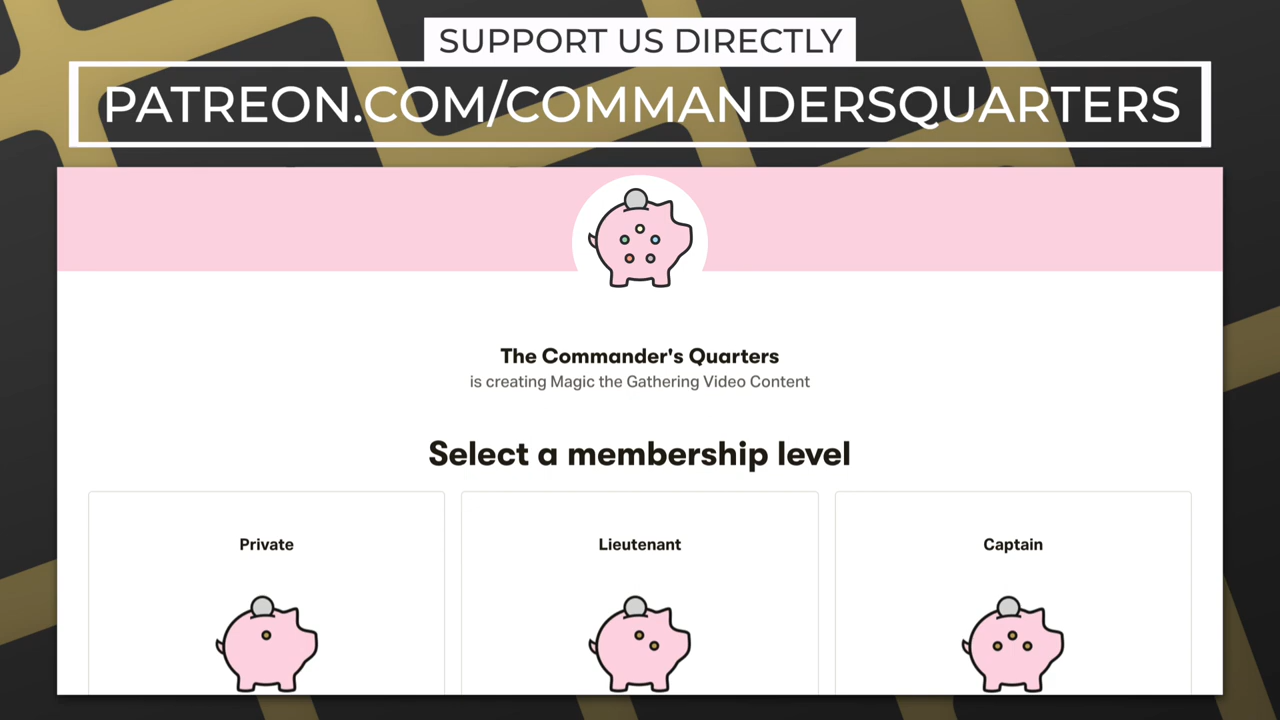 SUPPORT US DIRECTLY
PATREON.COM/COMMANDERSQUARTERS
The Commander's Quarters
is creating Magic the Gathering Video Content
Select a membership level
Private
Lieutenant
Captain